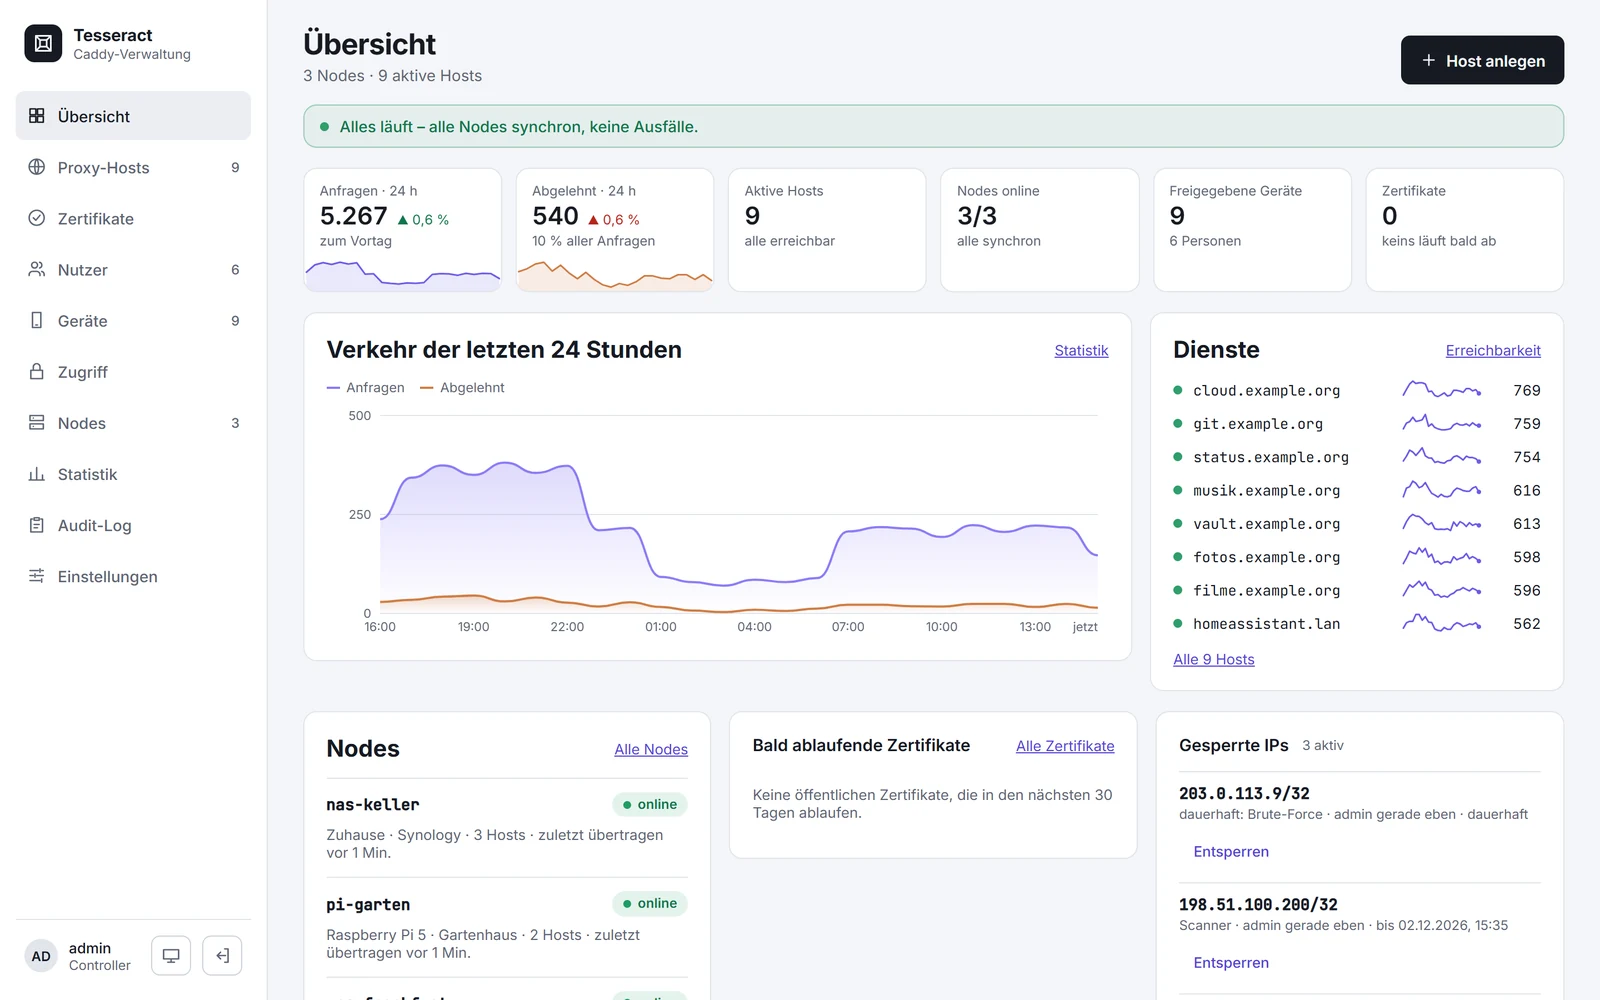 Tesseract
Caddy-Verwaltung
Übersicht
Proxy-Hosts 9
Zertifikate
Nutzer 6
Geräte 9
Zugriff
Nodes 3
Statistik
Audit-Log
Einstellungen
AD
admin
Controller
Übersicht
3 Nodes · 9 aktive Hosts
+ Host anlegen
Alles läuft – alle Nodes synchron, keine Ausfälle.
Anfragen · 24 h
5.267 ▲ 0,6 %
zum Vortag
Abgelehnt · 24 h
540 ▲ 0,6 %
10 % aller Anfragen
Aktive Hosts
9
alle erreichbar
Nodes online
3/3
alle synchron
Freigegebene Geräte
9
6 Personen
Zertifikate
0
keins läuft bald ab
Verkehr der letzten 24 Stunden
Statistik
Anfragen Abgelehnt
500
250
0
16:00 19:00 22:00 01:00 04:00 07:00 10:00 13:00 jetzt
Dienste
Erreichbarkeit
cloud.example.org 769
git.example.org 759
status.example.org 754
musik.example.org 616
vault.example.org 613
fotos.example.org 598
filme.example.org 596
homeassistant.lan 562
Alle 9 Hosts
Nodes
Alle Nodes
nas-keller online
Zuhause · Synology · 3 Hosts · zuletzt übertragen
vor 1 Min.
pi-garten online
Raspberry Pi 5 · Gartenhaus · 2 Hosts · zuletzt
übertragen vor 1 Min.
Bald ablaufende Zertifikate
Alle Zertifikate
Keine öffentlichen Zertifikate, die in den nächsten 30
Tagen ablaufen.
Gesperrte IPs 3 aktiv
203.0.113.9/32
dauerhaft: Brute-Force · admin gerade eben · dauerhaft
Entsperren
198.51.100.200/32
Scanner · admin gerade eben · bis 02.12.2026, 15:35
Entsperren